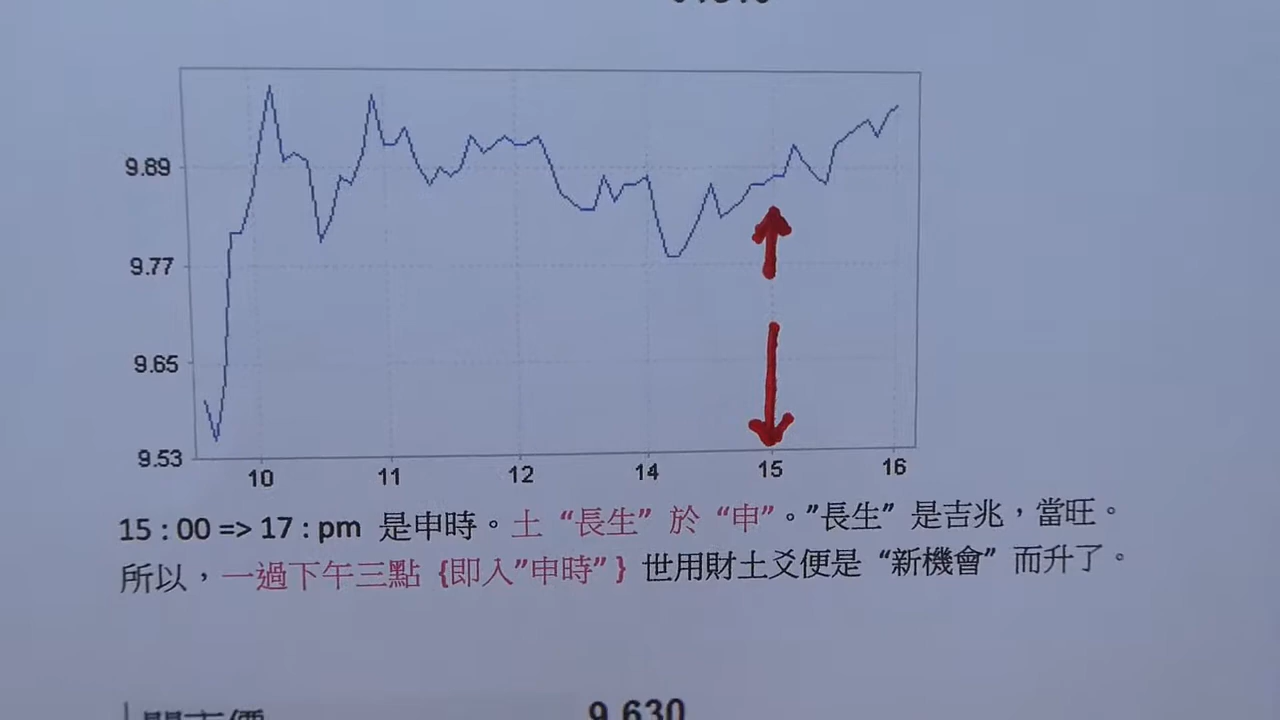 9.89
9.77
9.65
9.53
10 11 12 14 15 16
15 : 00 => 17 : pm 是申時。土 “長生” 於 “申”。”長生” 是吉兆，當旺。
所以，一過下午三點 {即入”申時” } 世用財土爻便是 “新機會” 而升了。
9.630